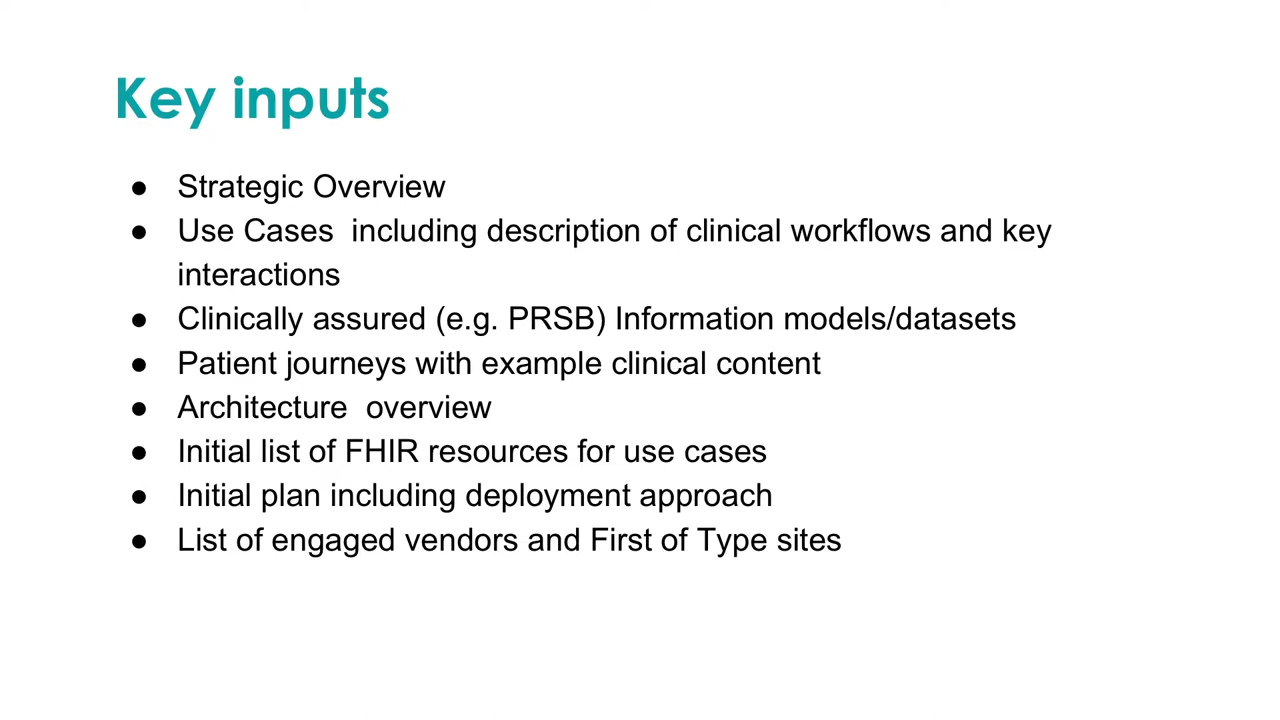 Key inputs
● Strategic Overview
● Use Cases  including description of clinical workflows and key
interactions
● Clinically assured (e.g. PRSB) Information models/datasets
● Patient journeys with example clinical content
● Architecture  overview
● Initial list of FHIR resources for use cases
● Initial plan including deployment approach
● List of engaged vendors and First of Type sites